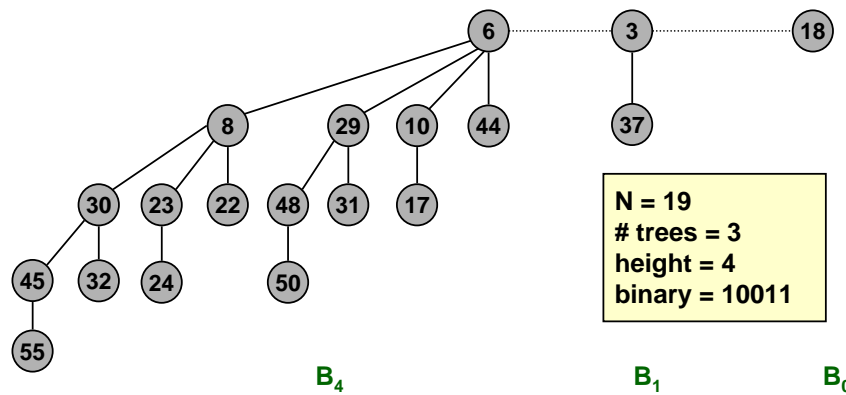 6 3 18
8 29 10 44 37
30 23 22 48 31 17
N = 19
# trees = 3
height = 4
binary = 10011
45 32 24 50
55
B4 B1 B0